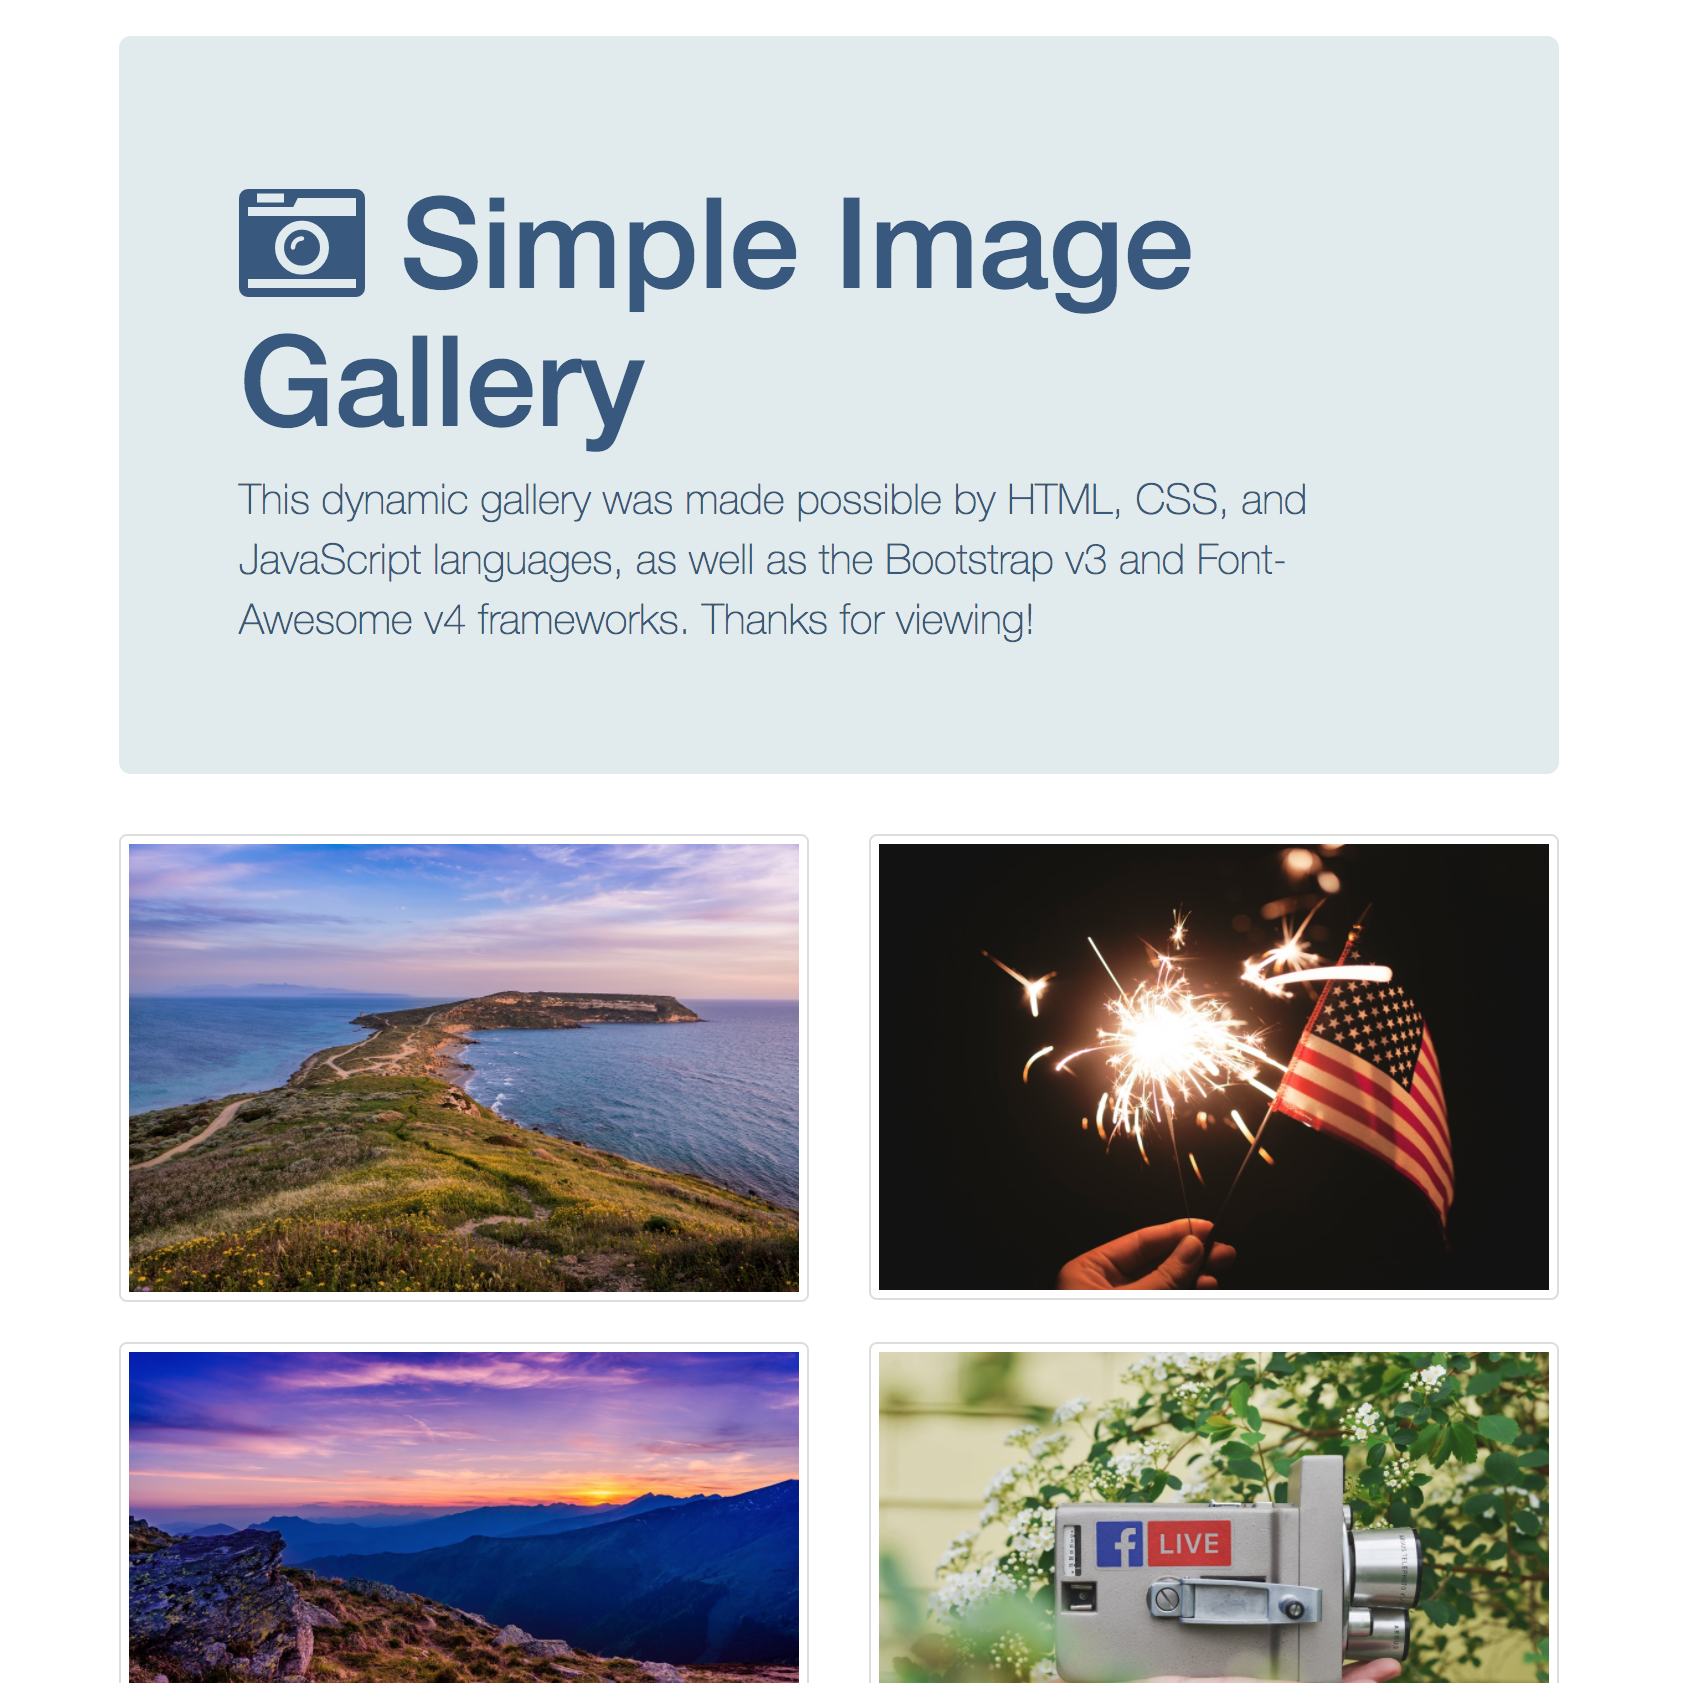 Simple Image
Gallery
This dynamic gallery was made possible by HTML, CSS, and
JavaScript languages, as well as the Bootstrap v3 and Font-
Awesome v4 frameworks. Thanks for viewing!
f LIVE